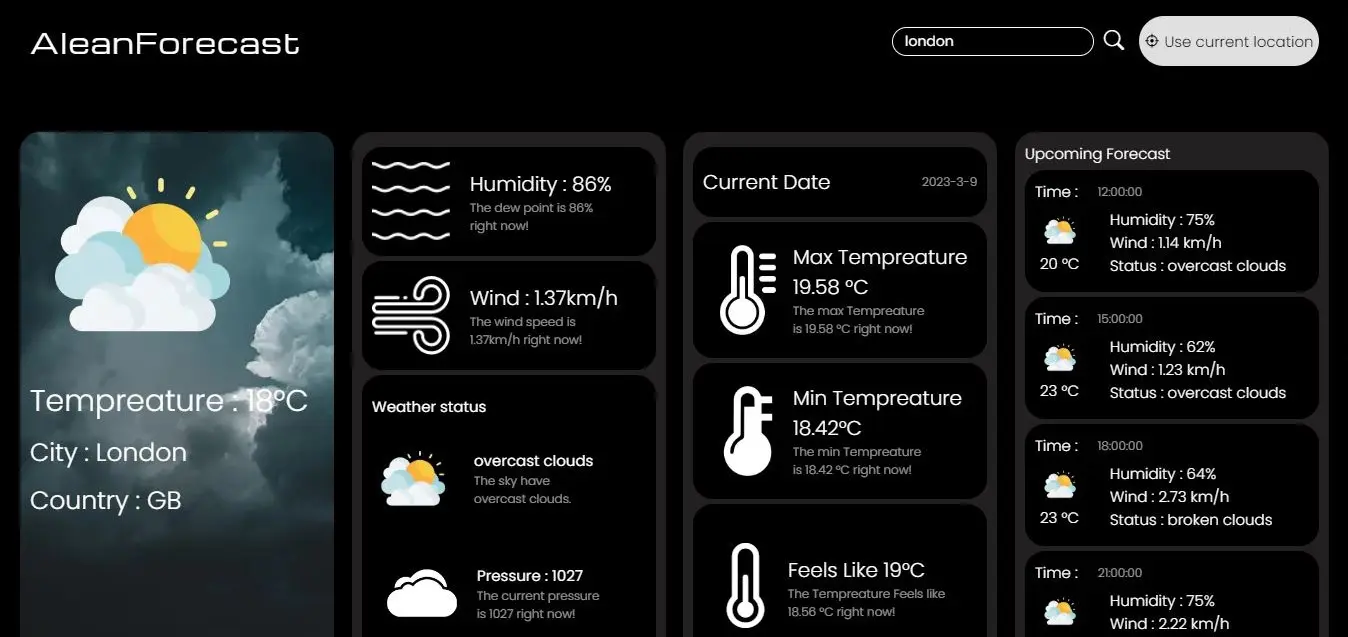 AleanForecast
london
Use current location
Tempreature : 18°C
City : London
Country : GB
Humidity : 86%
The dew point is 86%
right now!
Wind : 1.37km/h
The wind speed is
1.37km/h right now!
Weather status
overcast clouds
The sky have
overcast clouds.
Pressure : 1027
The current pressure
is 1027 right now!
Current Date
2023-3-9
Max Tempreature
19.58 °C
The max Tempreature
is 19.58 °C right now!
Min Tempreature
18.42°C
The min Tempreature
is 18.42 °C right now!
Feels Like 19°C
The Tempreature Feels like
18.56 °C right now!
Upcoming Forecast
Time : 12:00:00
Humidity : 75%
Wind : 1.14 km/h
20 °C
Status : overcast clouds
Time : 15:00:00
Humidity : 62%
Wind : 1.23 km/h
23 °C
Status : overcast clouds
Time : 18:00:00
Humidity : 64%
Wind : 2.73 km/h
23 °C
Status : broken clouds
Time : 21:00:00
Humidity : 75%
Wind : 2.22 km/h